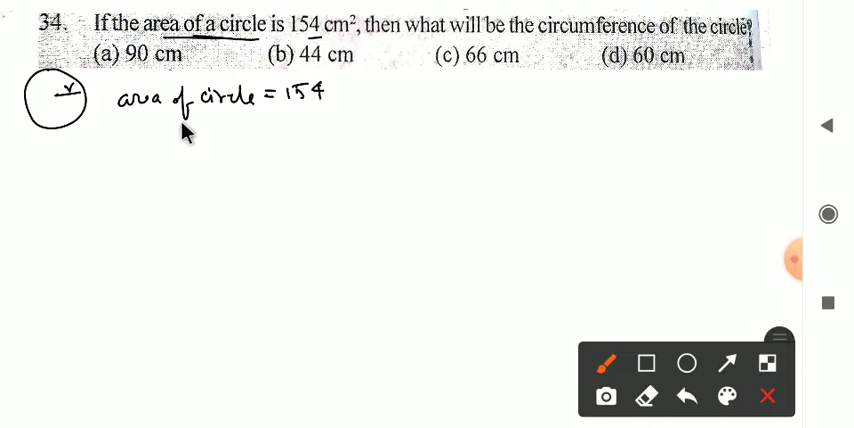 34. If the area of a circle is 154 cm², then what will be the circumference of the circle?
(a) 90 cm (b) 44 cm (c) 66 cm (d) 60 cm
r area of circle = 154